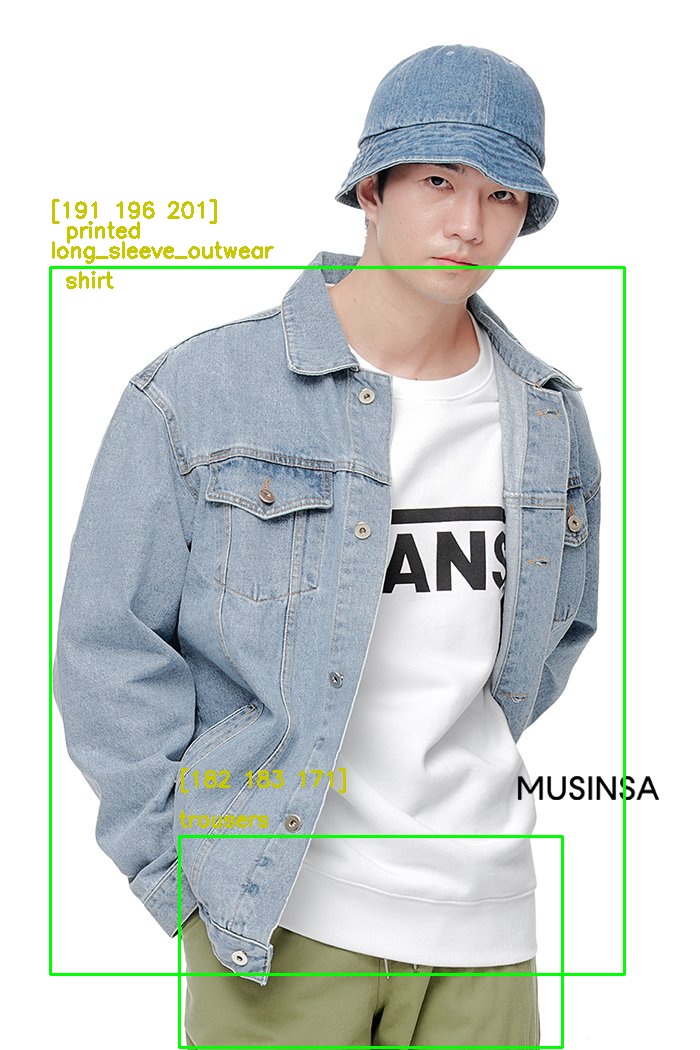 [191 196 201]
printed
long_sleeve_outwear
shirt
ANS
MUSINSA
[182 183 171]
trousers